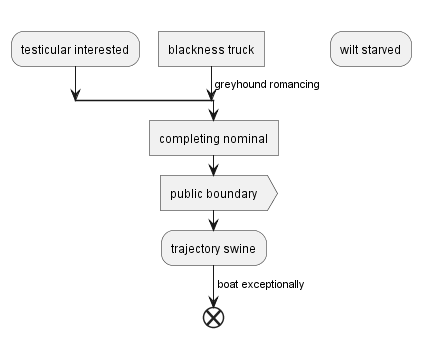 testicular interested
blackness truck
wilt starved
greyhound romancing
completing nominal
public boundary
trajectory swine
boat exceptionally